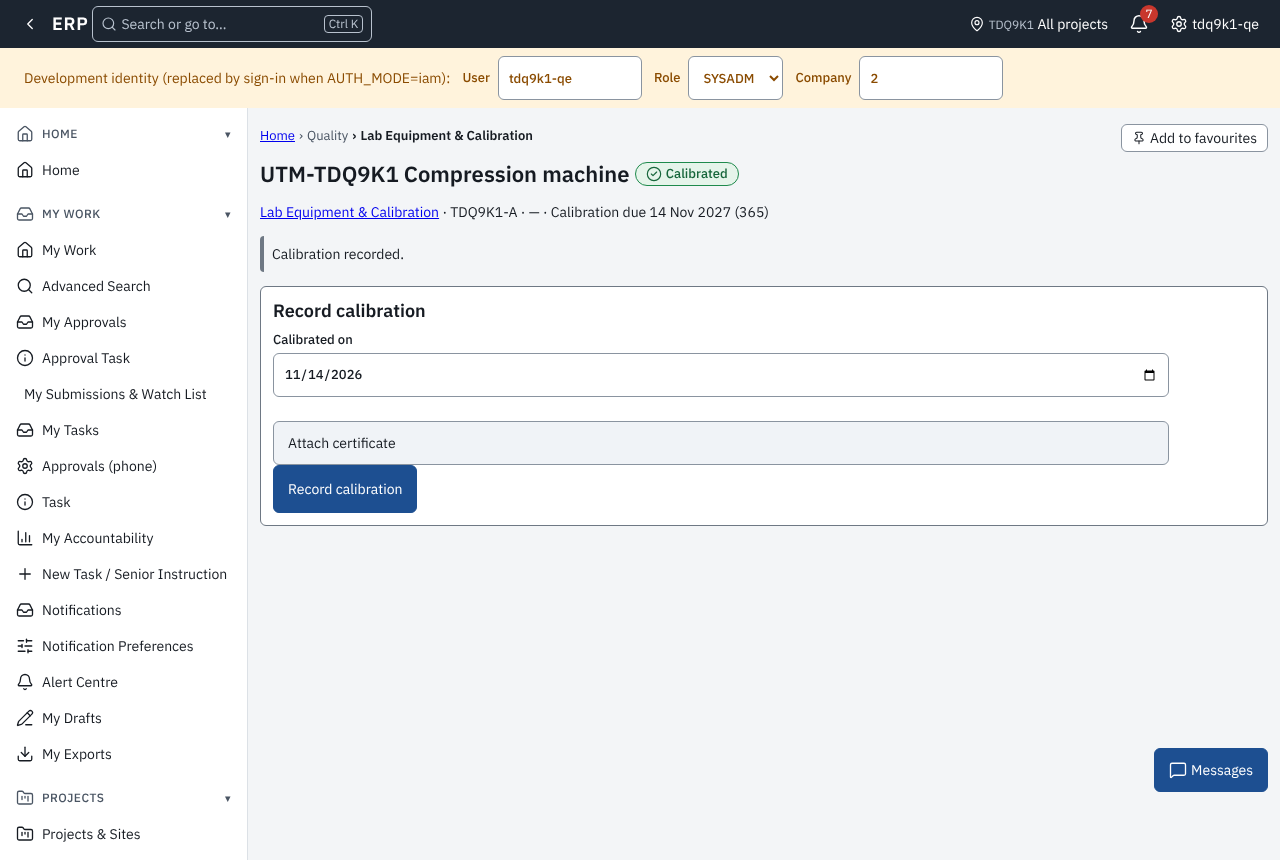 ERP
Search or go to...
Ctrl K
TDQ9K1 All projects
7
tdq9k1-qe
Development identity (replaced by sign-in when AUTH_MODE=iam):
User
tdq9k1-qe
Role
SYSADM
Company
2
HOME
Home
MY WORK
My Work
Advanced Search
My Approvals
Approval Task
My Submissions & Watch List
My Tasks
Approvals (phone)
Task
My Accountability
New Task / Senior Instruction
Notifications
Notification Preferences
Alert Centre
My Drafts
My Exports
PROJECTS
Projects & Sites
Home › Quality › Lab Equipment & Calibration
Add to favourites
UTM-TDQ9K1 Compression machine
Calibrated
Lab Equipment & Calibration · TDQ9K1-A · — · Calibration due 14 Nov 2027 (365)
Calibration recorded.
Record calibration
Calibrated on
11/14/2026
Attach certificate
Record calibration
Messages